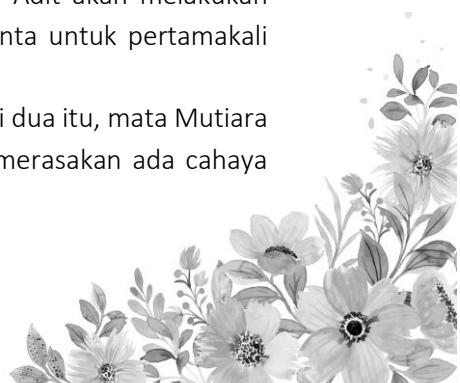 Adit akan melakukan
nta untuk pertamakali
i dua itu, mata Mutiara
merasakan ada cahaya